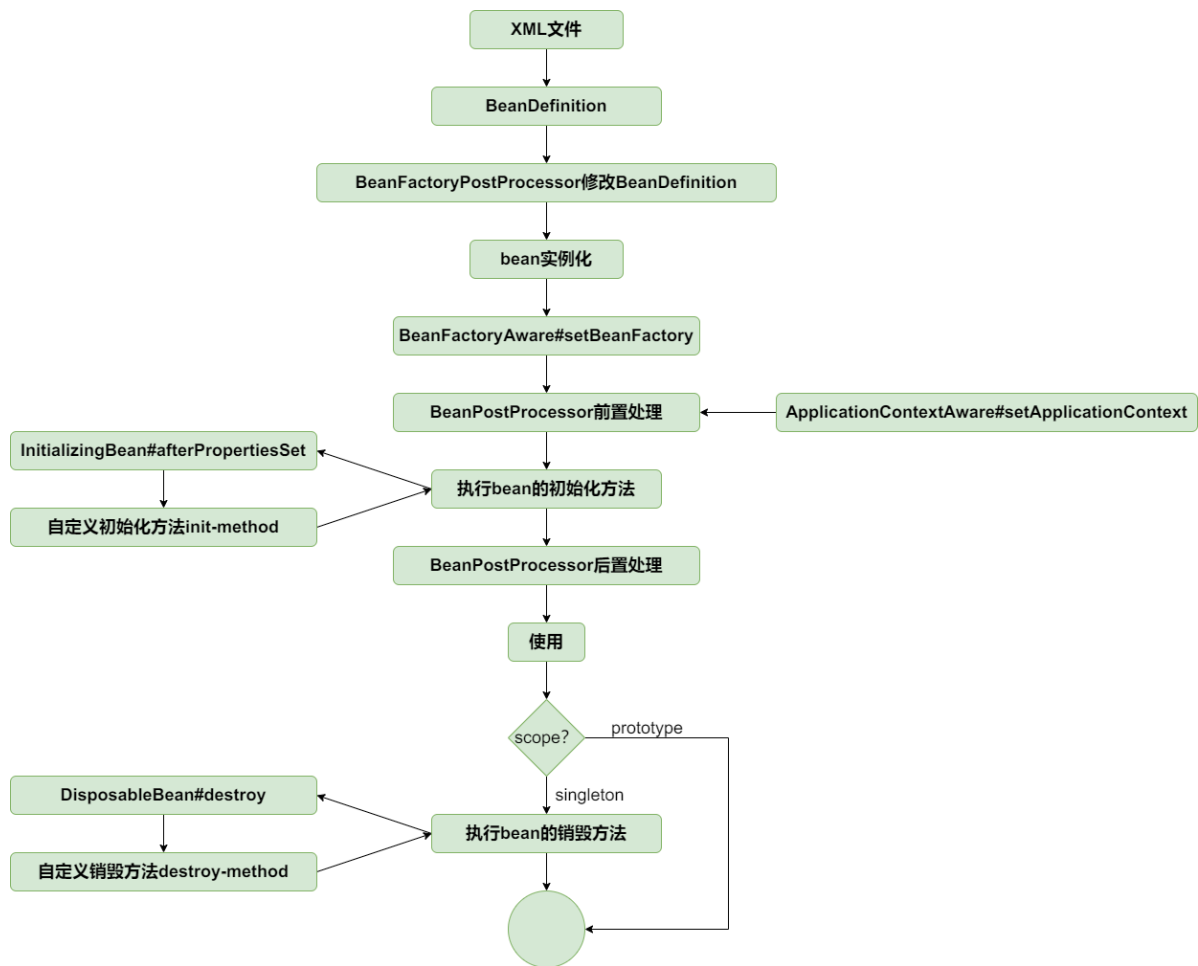 XML文件
BeanDefinition
BeanFactoryPostProcessor修改BeanDefinition
bean实例化
BeanFactoryAware#setBeanFactory
BeanPostProcessor前置处理
ApplicationContextAware#setApplicationContext
InitializingBean#afterPropertiesSet
执行bean的初始化方法
自定义初始化方法init-method
BeanPostProcessor后置处理
使用
scope?
prototype
singleton
DisposableBean#destroy
执行bean的销毁方法
自定义销毁方法destroy-method